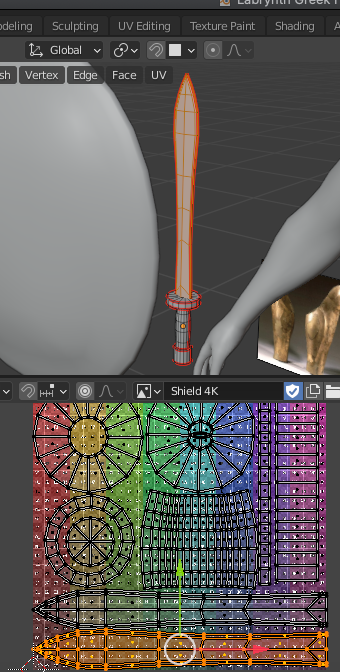 Labrynth Greek
odeling Sculpting UV Editing Texture Paint Shading A
Global
sh Vertex Edge Face UV
Shield 4K